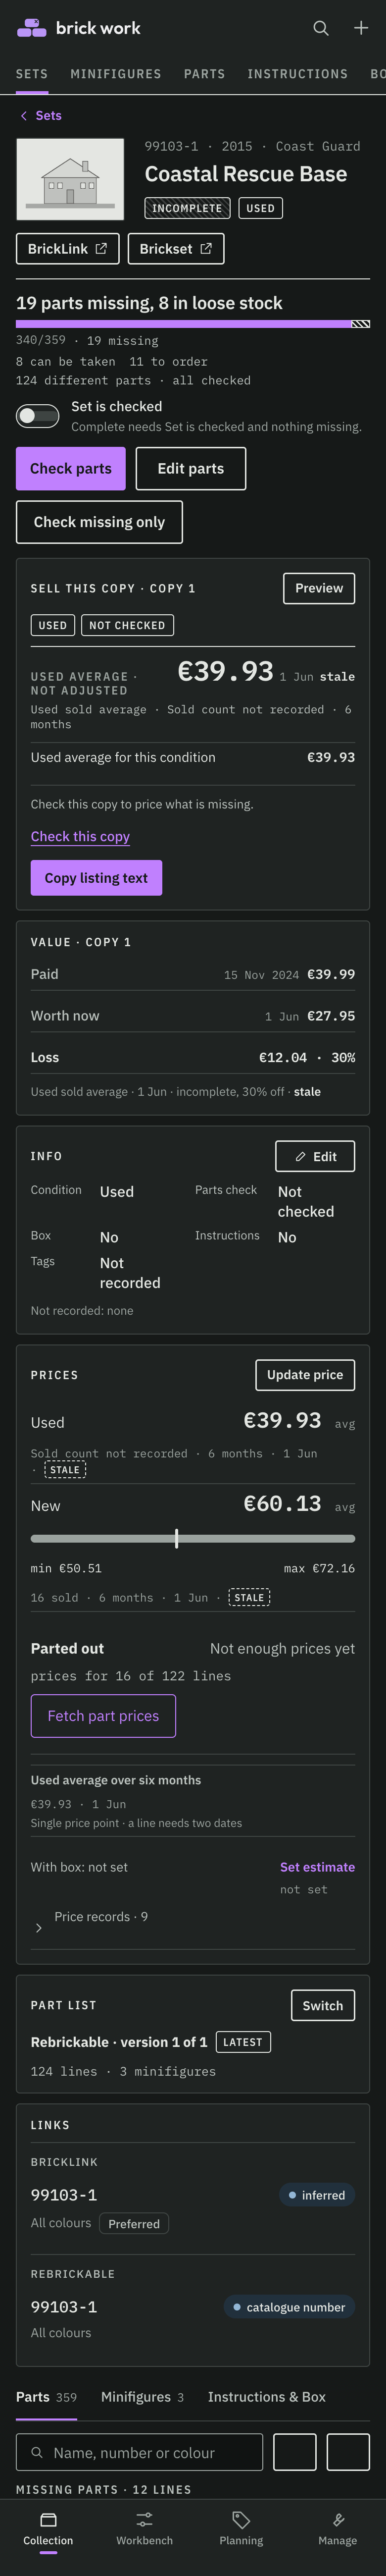 brick work
SETS MINIFIGURES PARTS INSTRUCTIONS BO
Sets
99103-1 · 2015 · Coast Guard
Coastal Rescue Base
INCOMPLETE USED
BrickLink Brickset
19 parts missing, 8 in loose stock
340/359 · 19 missing
8 can be taken 11 to order
124 different parts · all checked
Set is checked
Complete needs Set is checked and nothing missing.
Check parts Edit parts
Check missing only
SELL THIS COPY · COPY 1 Preview
USED NOT CHECKED
USED AVERAGE · €39.93 1 Jun stale
NOT ADJUSTED
Used sold average · Sold count not recorded · 6
months
Used average for this condition €39.93
Check this copy to price what is missing.
Check this copy
Copy listing text
VALUE · COPY 1
Paid 15 Nov 2024 €39.99
Worth now 1 Jun €27.95
Loss €12.04 · 30%
Used sold average · 1 Jun · incomplete, 30% off · stale
INFO Edit
Condition Used Parts check Not
checked
Box No Instructions No
Tags Not
recorded
Not recorded: none
PRICES Update price
Used €39.93 avg
Sold count not recorded · 6 months · 1 Jun
· STALE
New €60.13 avg
min €50.51 max €72.16
16 sold · 6 months · 1 Jun · STALE
Parted out Not enough prices yet
prices for 16 of 122 lines
Fetch part prices
Used average over six months
€39.93 · 1 Jun
Single price point · a line needs two dates
With box: not set Set estimate
not set
Price records · 9
PART LIST Switch
Rebrickable · version 1 of 1 LATEST
124 lines · 3 minifigures
LINKS
BRICKLINK
99103-1 inferred
All colours Preferred
REBRICKABLE
99103-1 catalogue number
All colours
Parts 359 Minifigures 3 Instructions & Box
Name, number or colour
MISSING PARTS · 12 LINES
Collection Workbench Planning Manage